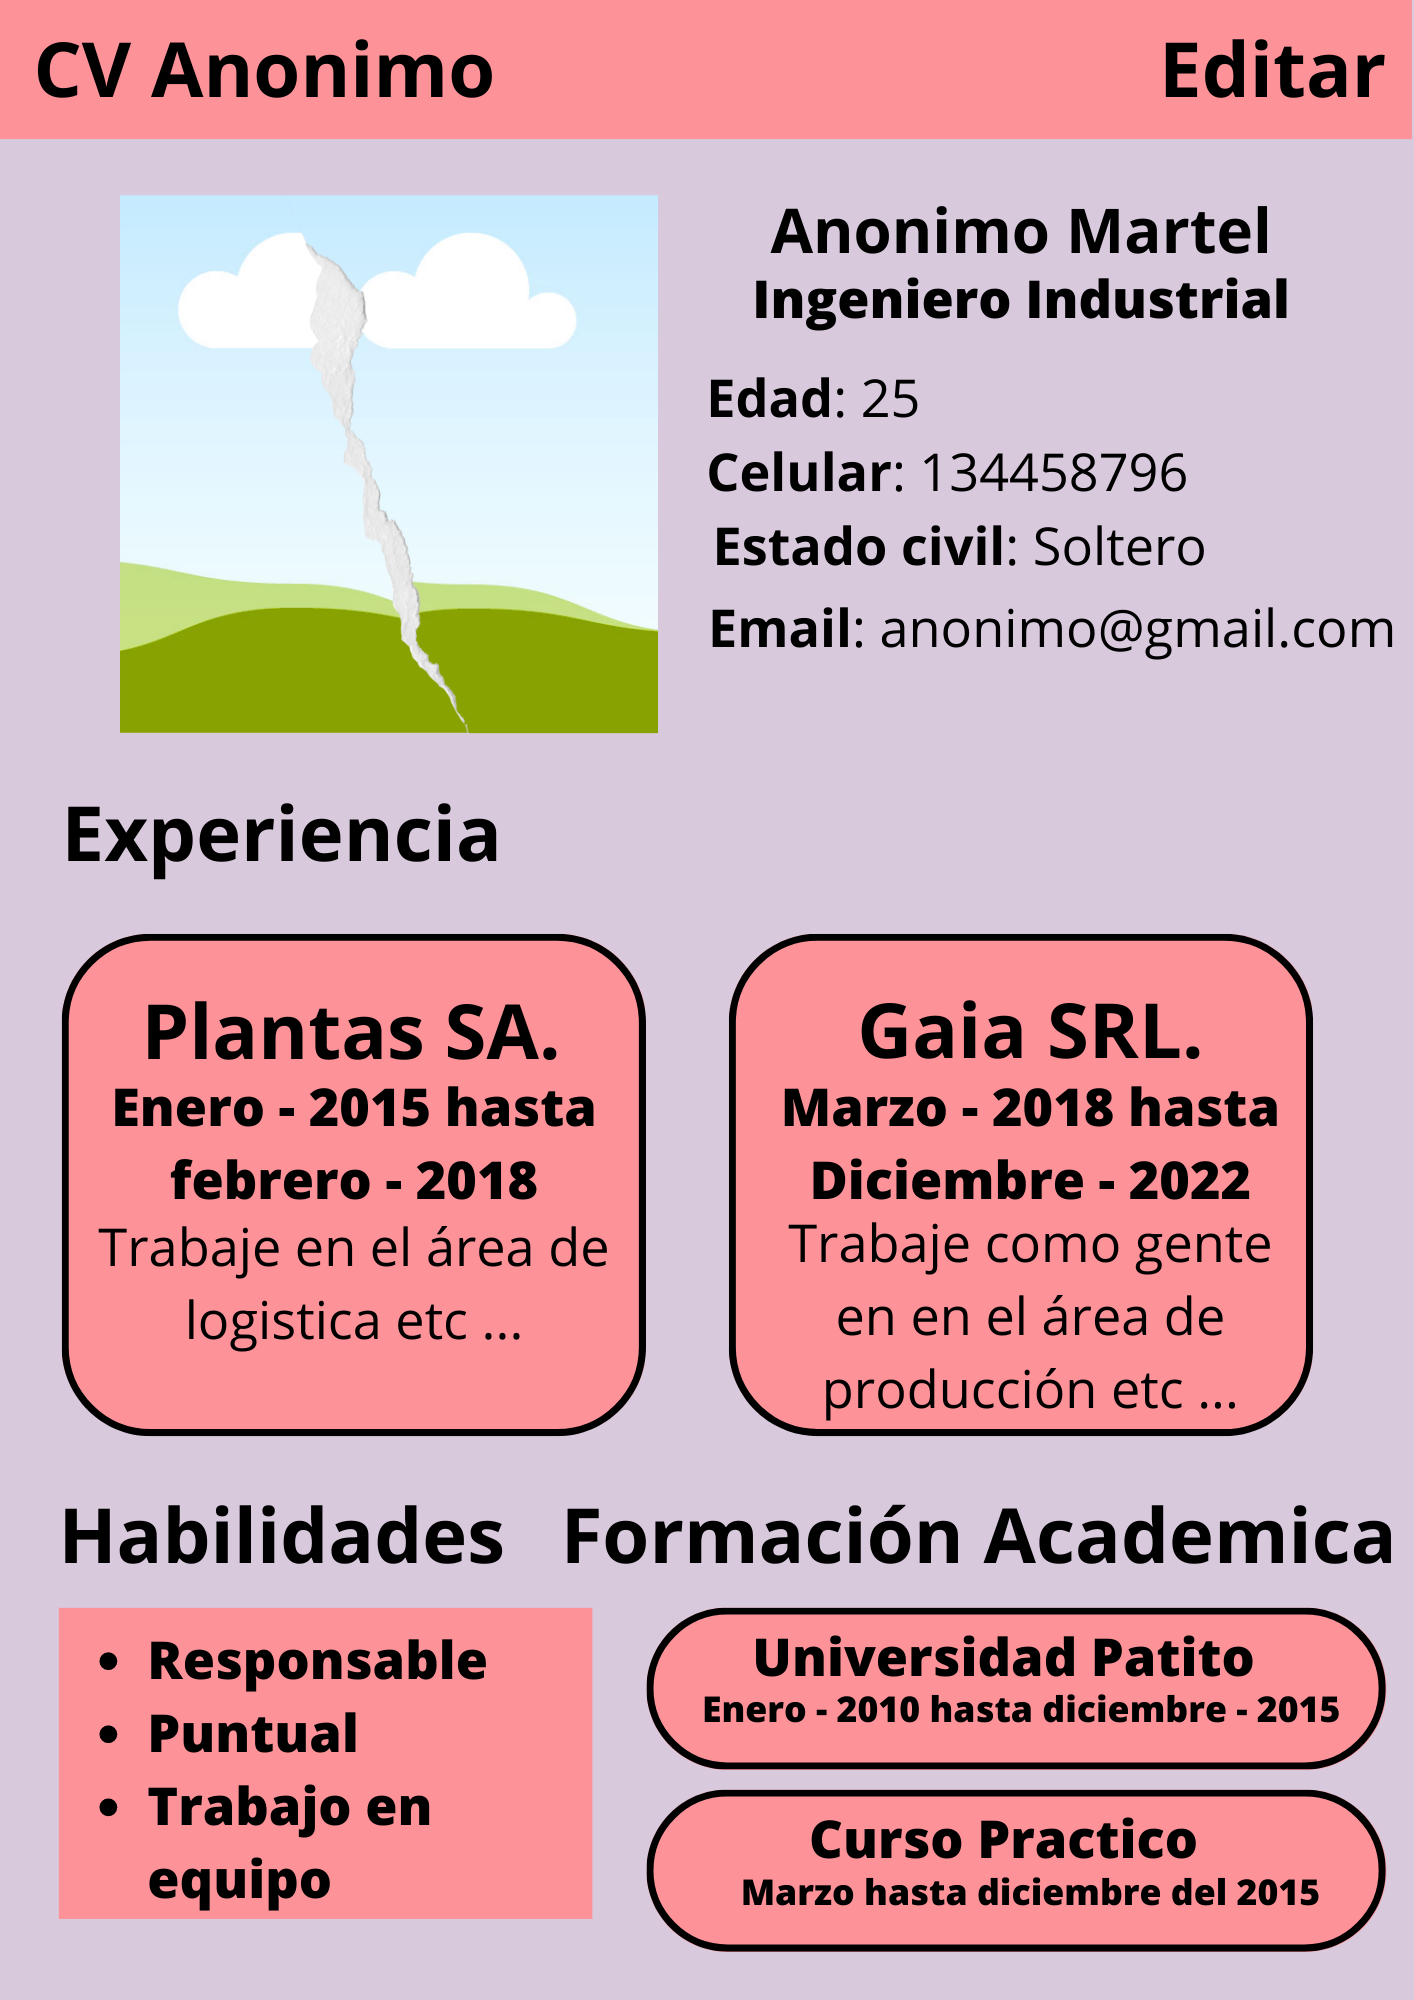 CV Anonimo
Editar
Anonimo Martel
Ingeniero Industrial
Edad: 25
Celular: 134458796
Estado civil: Soltero
Email: anonimo@gmail.com
Experiencia
Plantas SA.
Enero - 2015 hasta
febrero - 2018
Trabaje en el área de
logistica etc ...
Gaia SRL.
Marzo - 2018 hasta
Diciembre - 2022
Trabaje como gente
en en el área de
producción etc ...
Habilidades
• Responsable
• Puntual
• Trabajo en
equipo
Formación Academica
Universidad Patito
Enero - 2010 hasta diciembre - 2015
Curso Practico
Marzo hasta diciembre del 2015